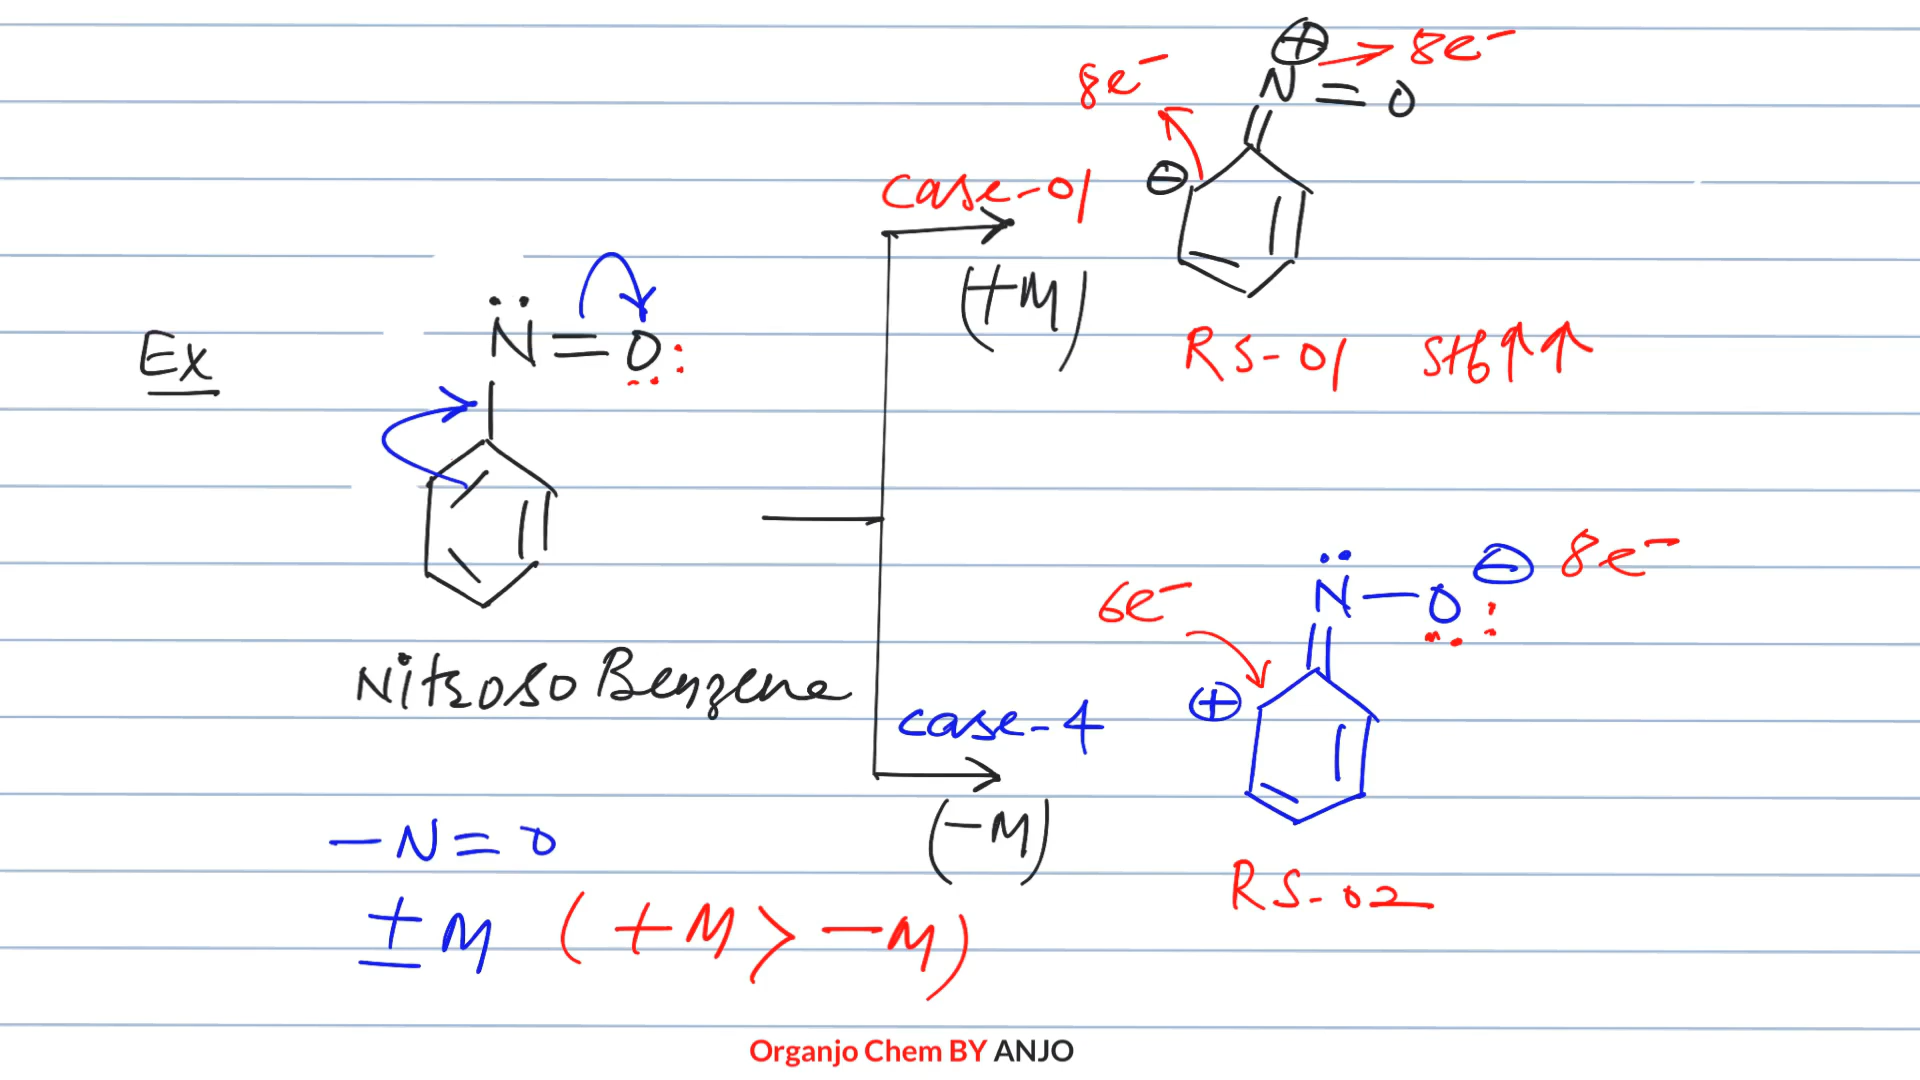 Ex
N̈ = O:
Nitroso Benzene
– N = O
± M (+M > –M)
case-01
(+M)
8e⁻
⊖
⊕
N = O
8e⁻
RS-01 Stb ↑↑
case-4
(–M)
6e⁻
⊕
N̈ – O:
⊖
8e⁻
RS-02
Organjo Chem BY ANJO